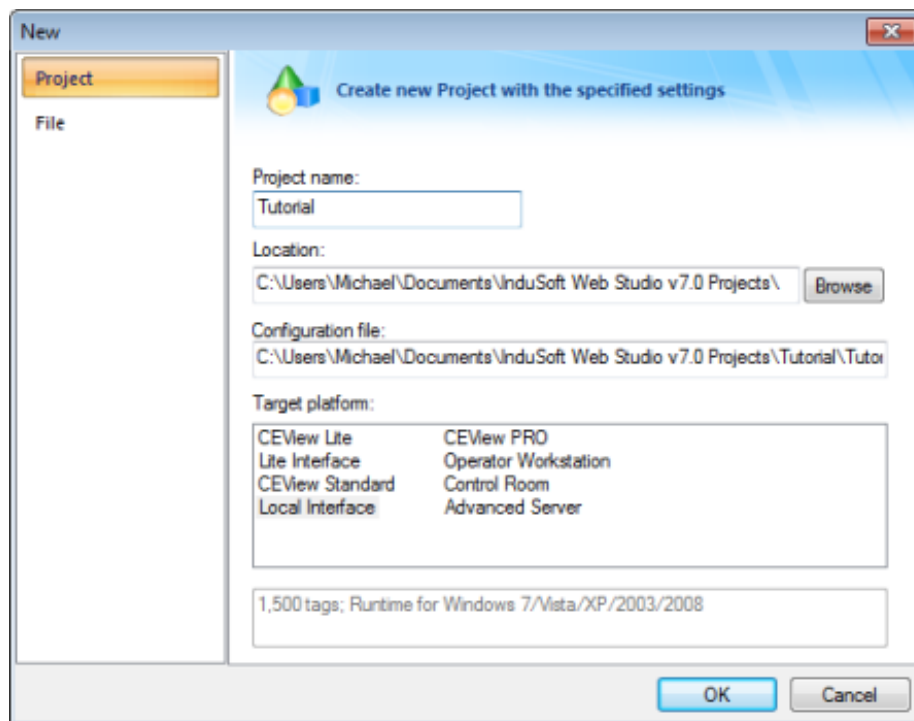 New
Project
File
Create new Project with the specified settings
Project name:
Tutorial
Location:
C:\Users\Michael\Documents\InduSoft Web Studio v7.0 Projects\
Browse
Configuration file:
C:\Users\Michael\Documents\InduSoft Web Studio v7.0 Projects\Tutorial\Tutor
Target platform:
CEView Lite CEView PRO
Lite Interface Operator Workstation
CEView Standard Control Room
Local Interface Advanced Server
1,500 tags; Runtime for Windows 7/Vista/XP/2003/2008
OK Cancel